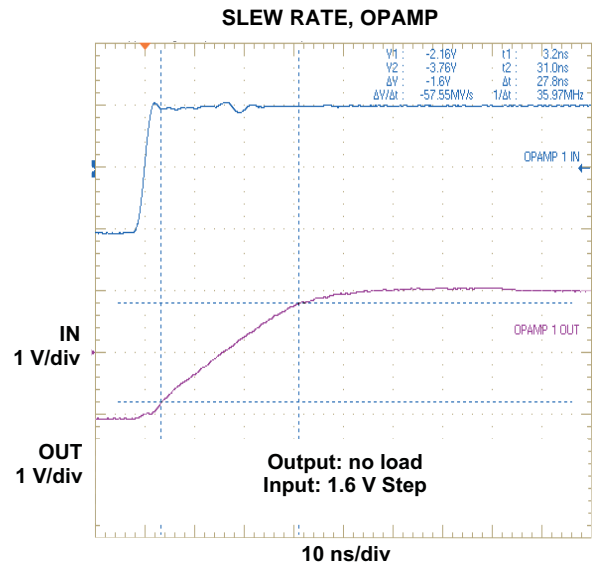 SLEW RATE, OPAMP
V1 : -2.16V t1 : 3.2ns
V2 : -3.76V t2 : 31.0ns
ΔV : -1.6V Δt : 27.8ns
ΔV/Δt : -57.55MV/s 1/Δt : 35.97MHz
OPAMP 1 IN
OPAMP 1 OUT
IN
1 V/div
OUT
1 V/div
Output: no load
Input: 1.6 V Step
10 ns/div